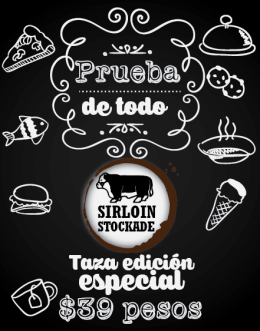 Prueba
de todo
SIRLOIN
STOCKADE
Taza edición
especial
$39 pesos